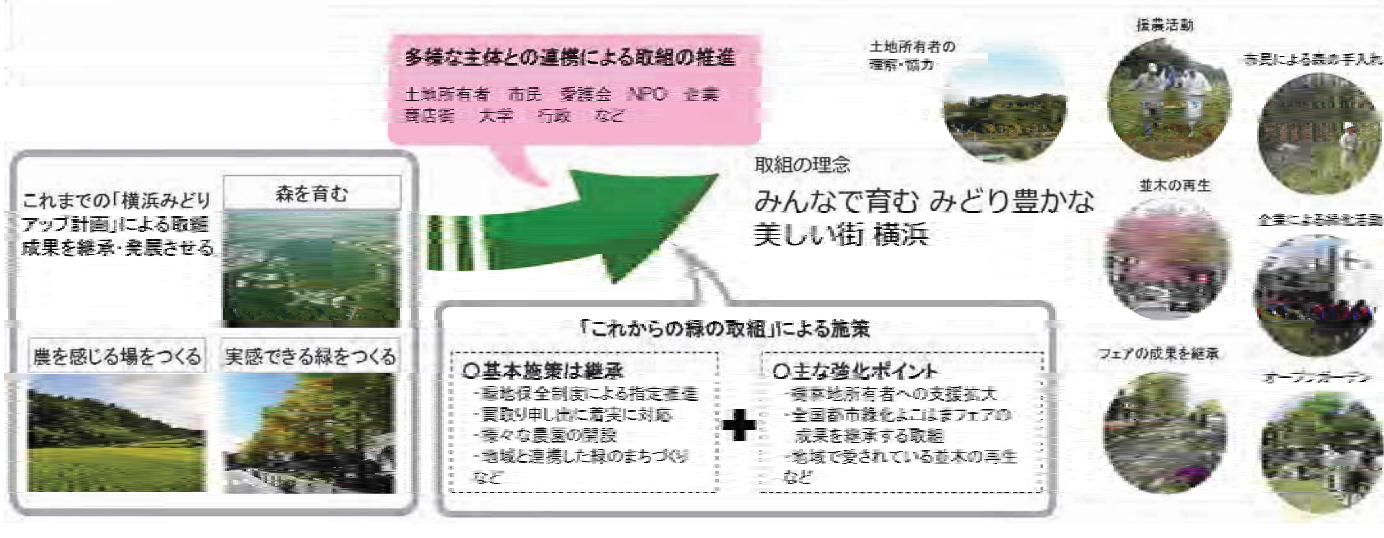 多様な主体との連携による取組の推進
土地所有者 市民 愛護会 NPO 企業
商店街 大学 行政 など
これまでの「横浜みどり
アップ計画」による取組
成果を継承・発展させる
森を育む
農を感じる場をつくる
実感できる緑をつくる
取組の理念
みんなで育む みどり豊かな
美しい街 横浜
「これからの緑の取組」による施策
○基本施策は継承
-緑地保全制度による指定推進
-買取り申し出に着実に対応
-様々な農園の開設
-地域と連携した緑のまちづくり
など
○主な強化ポイント
-樹林地所有者への支援拡大
-全国都市緑化よこはまフェアの
成果を継承する取組
-地域で愛されている並木の再生
など
土地所有者の
理解・協力
援農活動
市民による森の手入れ
並木の再生
企業による緑化活動
フェアの成果を継承
オープンガーデン